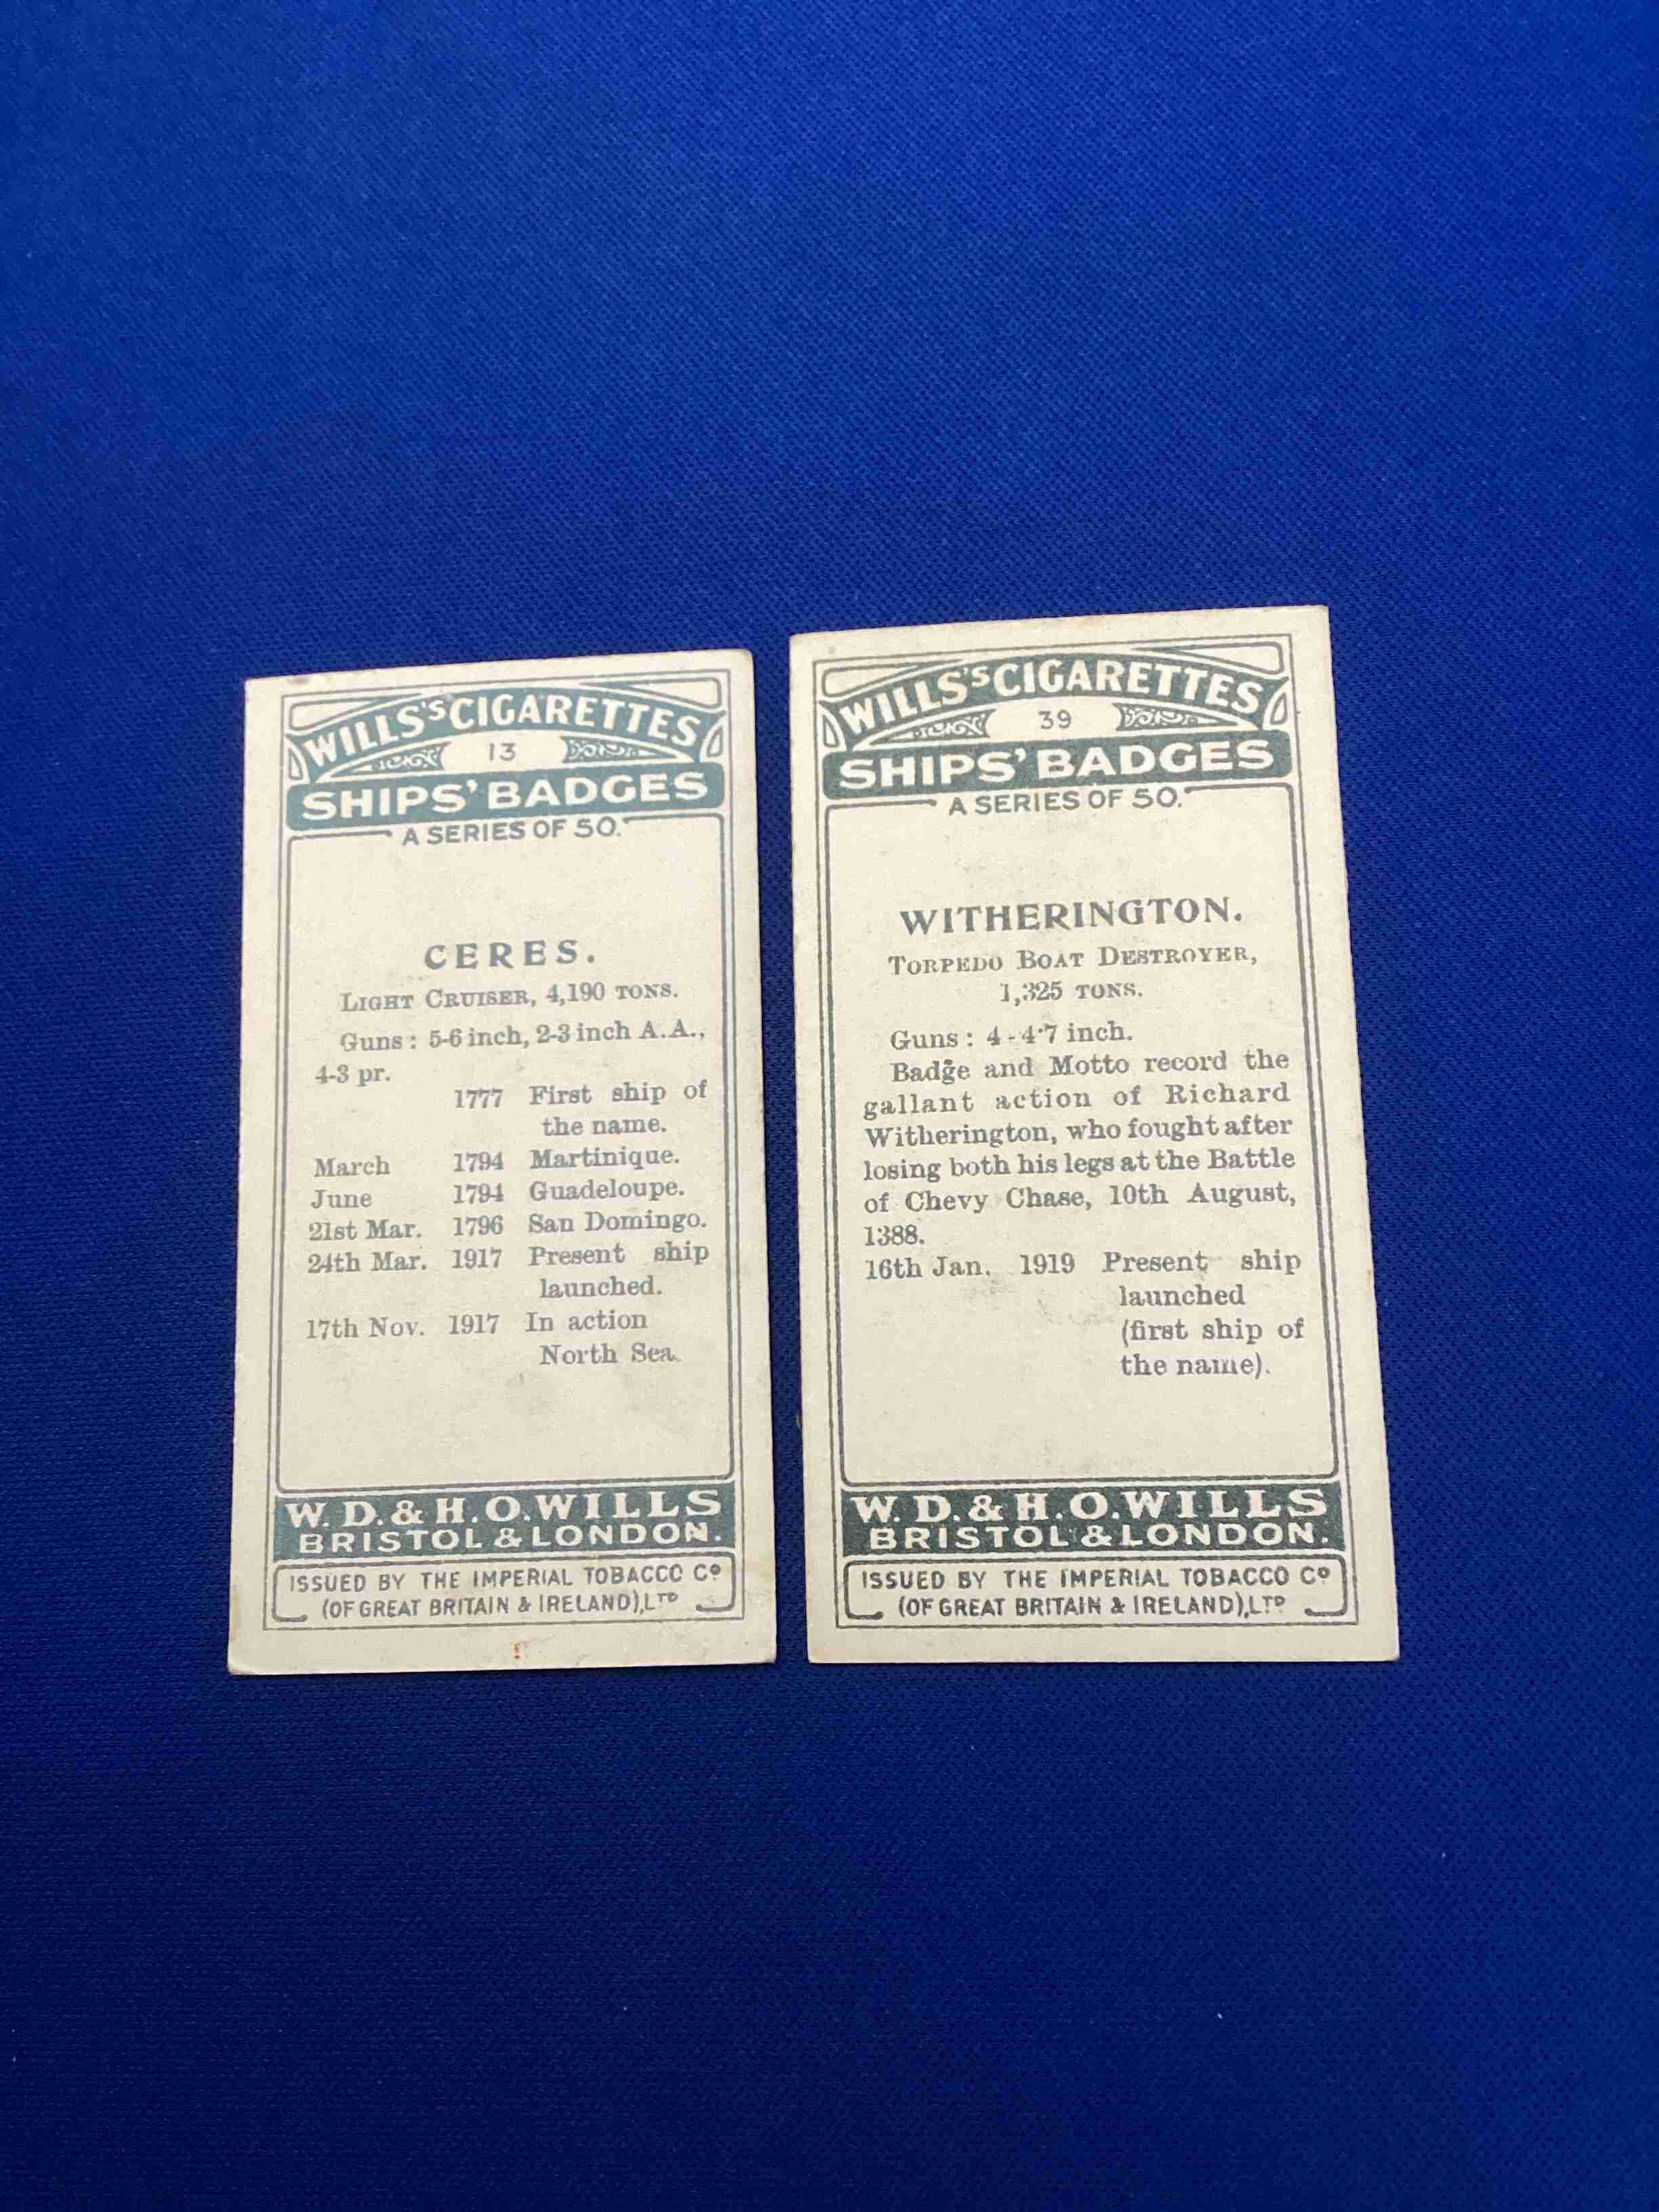 WILLS'S CIGARETTES
13
SHIPS' BADGES
A SERIES OF 50.
CERES.
LIGHT CRUISER, 4,190 TONS.
Guns: 5-6 inch, 2-3 inch A.A.,
4-3 pr.
1777 First ship of
the name.
March 1794 Martinique.
June 1794 Guadeloupe.
21st Mar. 1796 San Domingo.
24th Mar. 1917 Present ship
launched.
17th Nov. 1917 In action
North Sea.
W. D. & H. O. WILLS
BRISTOL & LONDON.
ISSUED BY THE IMPERIAL TOBACCO Cº
(OF GREAT BRITAIN & IRELAND), LTD
WILLS'S CIGARETTES
39
SHIPS' BADGES
A SERIES OF 50.
WITHERINGTON.
TORPEDO BOAT DESTROYER,
1,325 TONS.
Guns: 4-4·7 inch.
Badge and Motto record the
gallant action of Richard
Witherington, who fought after
losing both his legs at the Battle
of Chevy Chase, 10th August,
1388.
16th Jan. 1919 Present ship
launched
(first ship of
the name).
W. D. & H. O. WILLS
BRISTOL & LONDON.
ISSUED BY THE IMPERIAL TOBACCO Cº
(OF GREAT BRITAIN & IRELAND), LTD